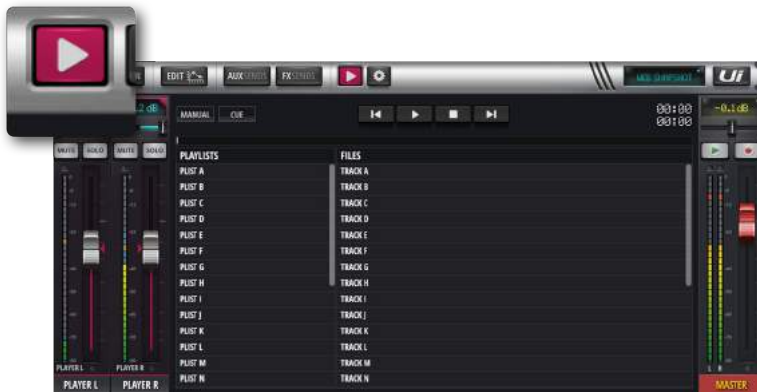 EDIT AUX SENDS FX SENDS Ui
.2 dB MANUAL CUE 00:00 -0.1dB
00:00
MUTE SOLO MUTE SOLO
PLAYLISTS FILES
PLIST A TRACK A
PLIST B TRACK B
PLIST C TRACK C
PLIST D TRACK D
PLIST E TRACK E
PLIST F TRACK F
PLIST G TRACK G
PLIST H TRACK H
PLIST I TRACK I
PLIST J TRACK J
PLIST K TRACK K
PLIST L TRACK L
PLIST M TRACK M
PLIST N TRACK N
PLAYER L PLAYER R L R
PLAYER L PLAYER R MASTER